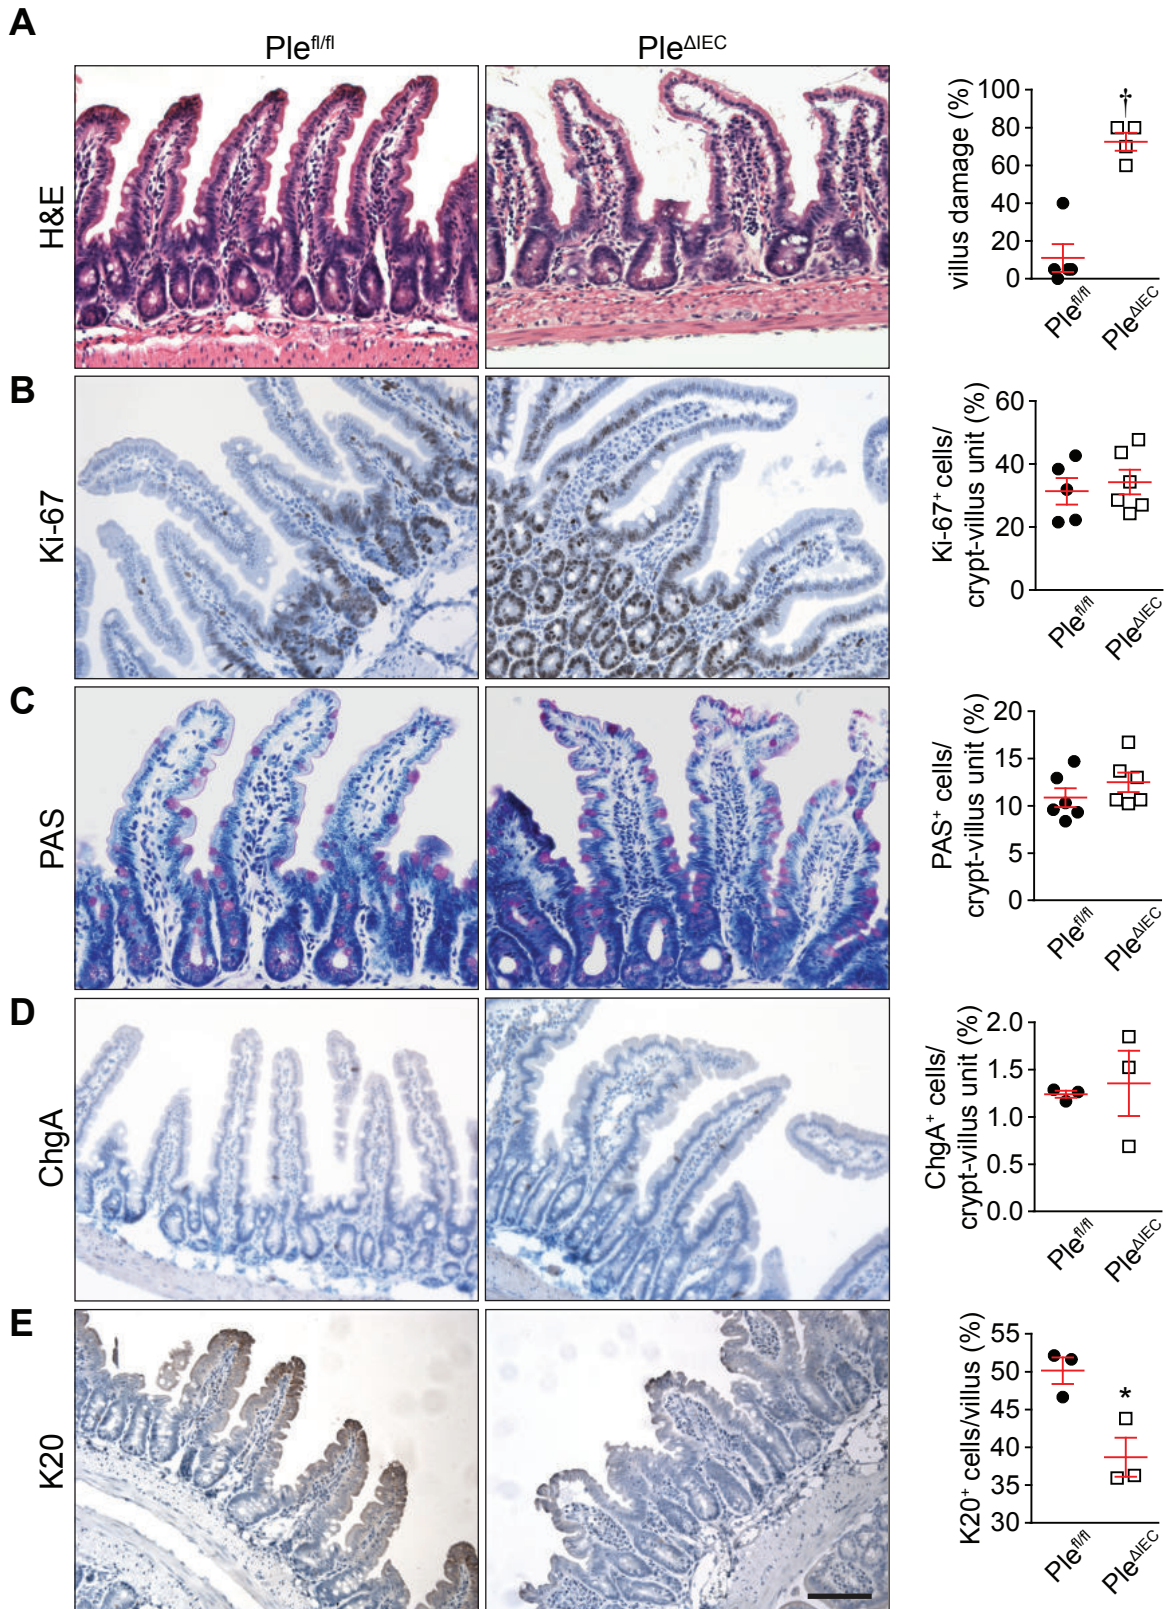 A
Ple^fl/fl
Ple^ΔIEC
H&E
villus damage (%)
100
80
60
40
20
0
†
Ple^fl/fl
Ple^ΔIEC
B
Ki-67
Ki-67⁺ cells/
crypt-villus unit (%)
60
40
20
0
Ple^fl/fl
Ple^ΔIEC
C
PAS
PAS⁺ cells/
crypt-villus unit (%)
20
15
10
5
0
Ple^fl/fl
Ple^ΔIEC
D
ChgA
ChgA⁺ cells/
crypt-villus unit (%)
2.0
1.5
1.0
0.5
0.0
Ple^fl/fl
Ple^ΔIEC
E
K20
K20⁺ cells/villus (%)
55
50
45
40
35
30
*
Ple^fl/fl
Ple^ΔIEC